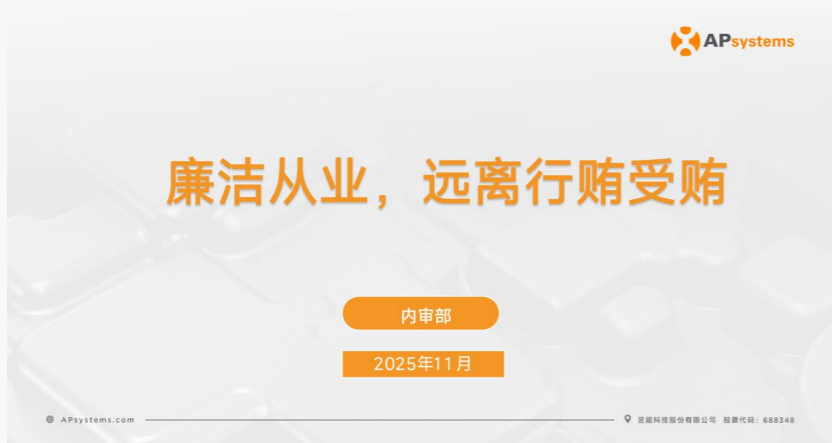 APsystems
廉洁从业，远离行贿受贿
内审部
2025年11月
APsystems.com
昱能科技股份有限公司 股票代码：688348